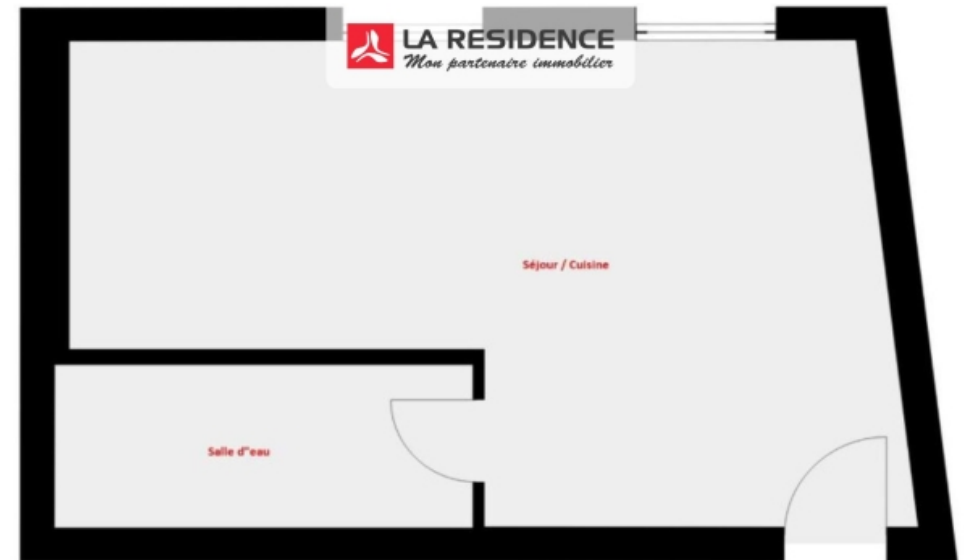 LA RESIDENCE
Mon partenaire immobilier
Séjour / Cuisine
Salle d''eau